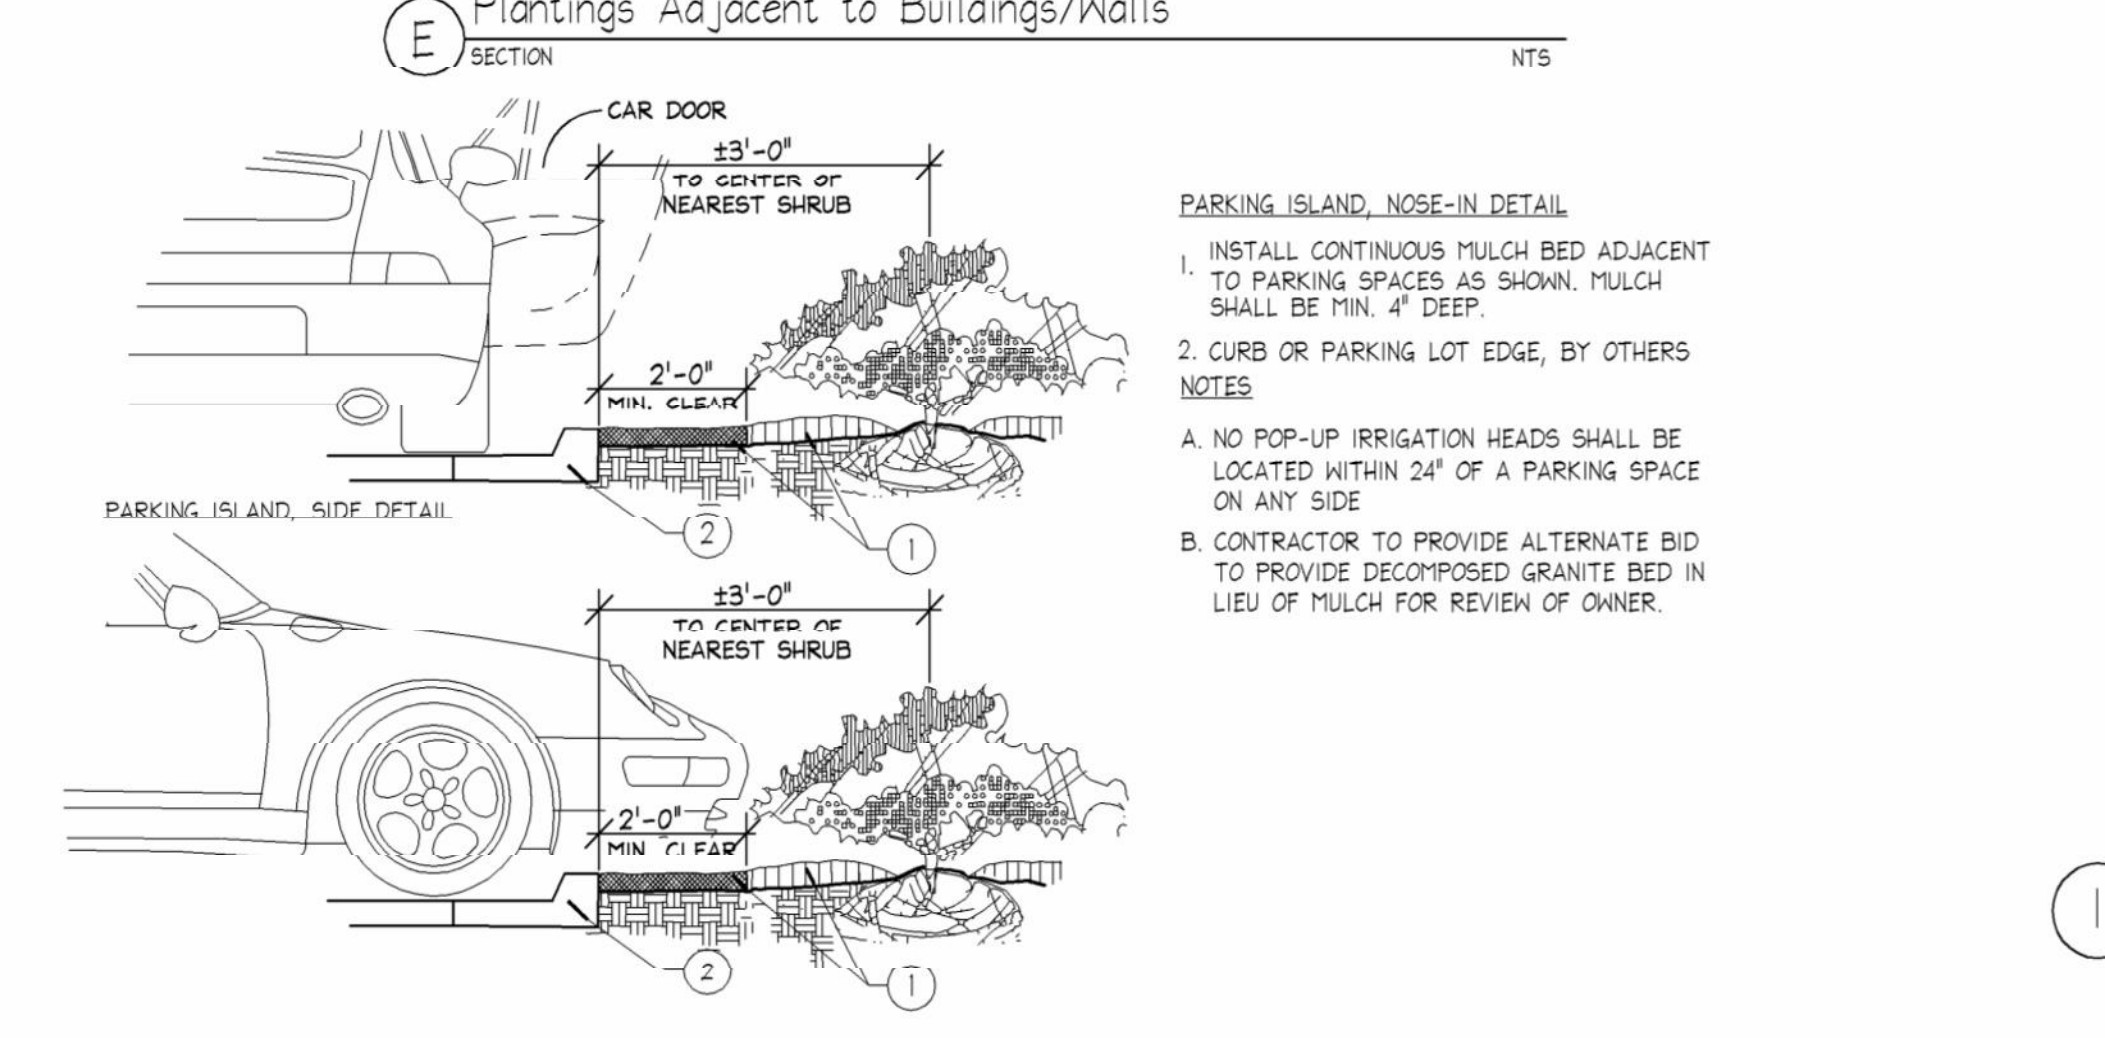 E
Plantings Adjacent to Buildings/Walls
SECTION
NTS
CAR DOOR
±3'-0"
TO CENTER OF
NEAREST SHRUB
2'-0"
MIN. CLEAR
2
1
PARKING ISLAND, SIDE DETAIL
±3'-0"
TO CENTER OF
NEAREST SHRUB
2'-0"
MIN. CLEAR
2
1
PARKING ISLAND, NOSE-IN DETAIL
1. INSTALL CONTINUOUS MULCH BED ADJACENT
TO PARKING SPACES AS SHOWN. MULCH
SHALL BE MIN. 4" DEEP.
2. CURB OR PARKING LOT EDGE, BY OTHERS
NOTES
A. NO POP-UP IRRIGATION HEADS SHALL BE
LOCATED WITHIN 24" OF A PARKING SPACE
ON ANY SIDE
B. CONTRACTOR TO PROVIDE ALTERNATE BID
TO PROVIDE DECOMPOSED GRANITE BED IN
LIEU OF MULCH FOR REVIEW OF OWNER.